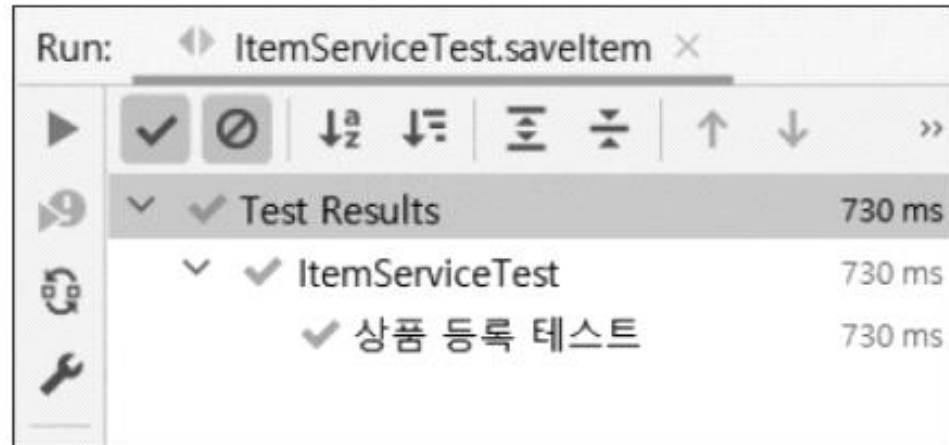 Run: ItemServiceTest.saveItem
Test Results 730 ms
ItemServiceTest 730 ms
상품 등록 테스트 730 ms